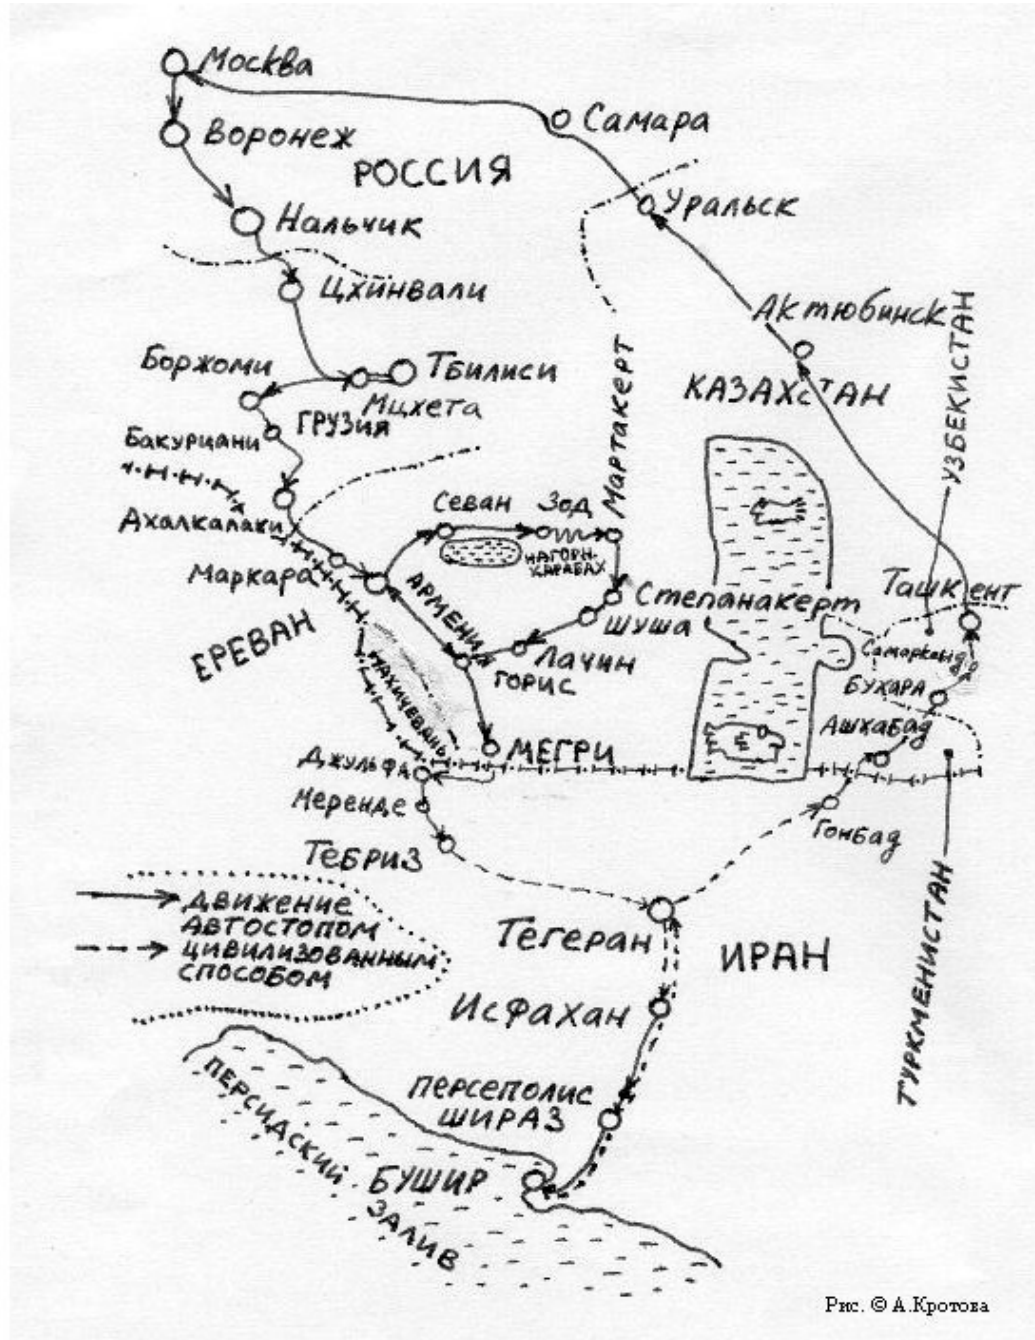 Москва
Самара
Воронеж
РОССИЯ
Уральск
Нальчик
Цхинвали
Актюбинск
УЗБЕКИСТАН
Боржоми
Тбилиси
Мцхета
КАЗАХСТАН
Мартакерт
ГРУЗИЯ
Бакуриани
Севан
Зод
Ахалкалаки
НАГОРН.
КАРАБАХ
Маркара
АРМЕНИЯ
Ташкент
Степанакерт
ШУША
ЕРЕВАН
Лачин
Самарканд
ГОРИС
БУХАРА
НАХИЧЕВАНЬ
Ашхабад
МЕГРИ
Джульфа
Меренде
Гонбад
ТЕБРИЗ
ТУРКМЕНИСТАН
ДВИЖЕНИЕ
АВТОСТОПОМ
ЦИВИЛИЗОВАННЫМ
СПОСОБОМ
Тегеран
ИРАН
Исфахан
ПЕРСЕПОЛИС
ШИРАЗ
ПЕРСИДСКИЙ
ЗАЛИВ
БУШИР
Рис. © А.Кротова